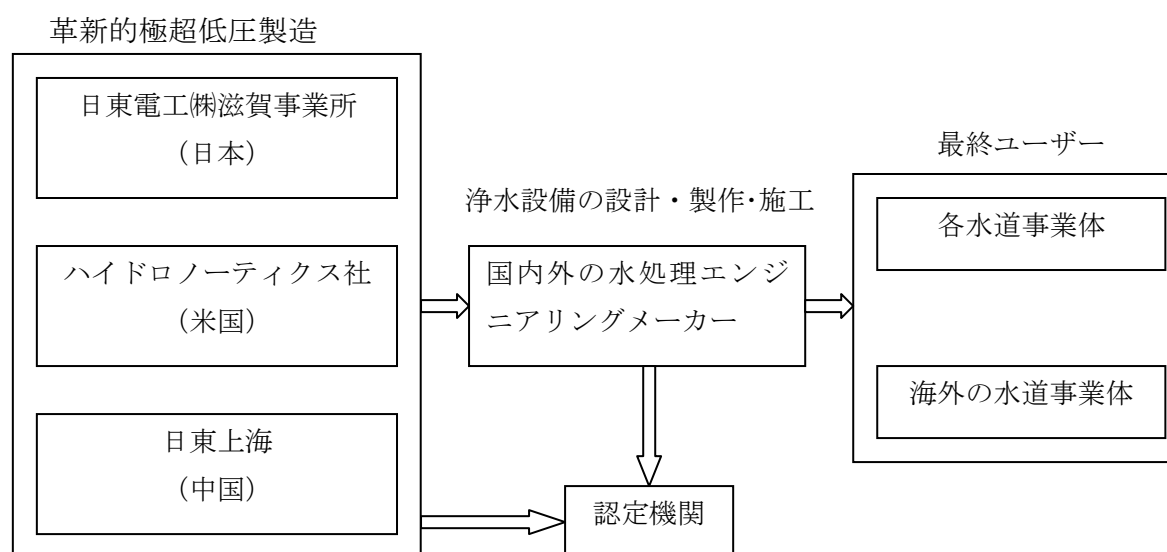 革新的極超低圧製造
日東電工㈱滋賀事業所
（日本）
ハイドロノーティクス社
（米国）
日東上海
（中国）
浄水設備の設計・製作･施工
国内外の水処理エンジ
ニアリングメーカー
認定機関
最終ユーザー
各水道事業体
海外の水道事業体